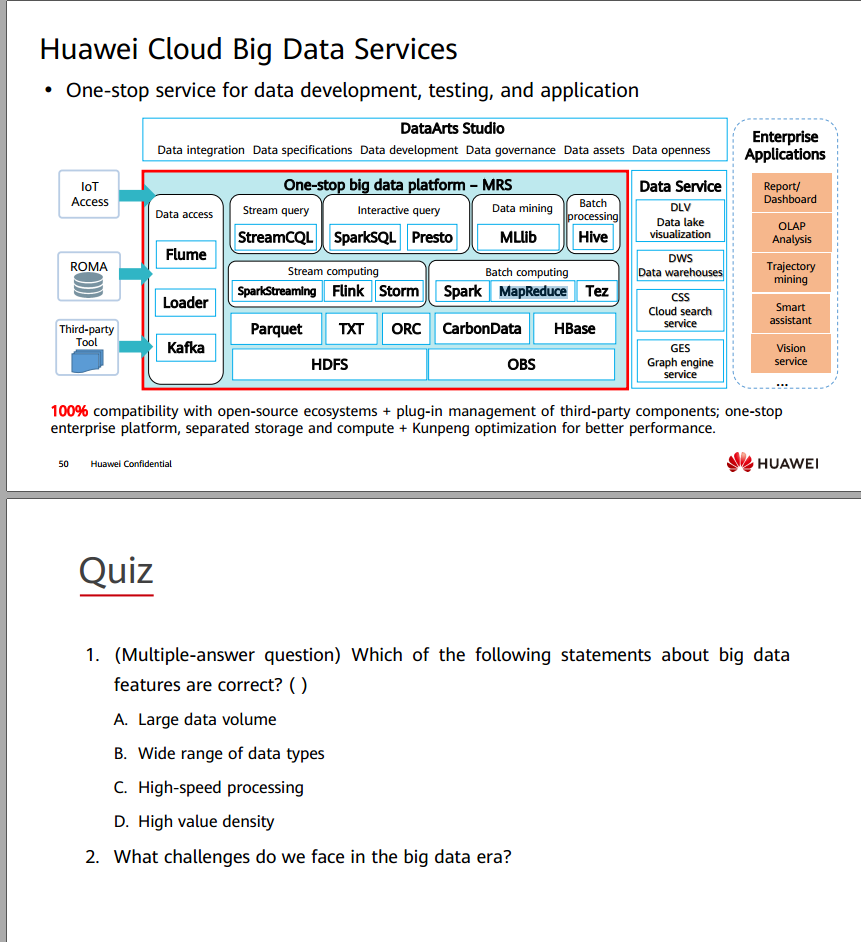 Huawei Cloud Big Data Services
• One-stop service for data development, testing, and application
DataArts Studio
Data integration Data specifications Data development Data governance Data assets Data openness
IoT
Access
ROMA
Third-party
Tool
One-stop big data platform – MRS
Data access
Flume
Loader
Kafka
Stream query
StreamCQL
Interactive query
SparkSQL Presto
Data mining
MLlib
Batch
processing
Hive
Stream computing
SparkStreaming Flink Storm
Batch computing
Spark MapReduce Tez
Parquet TXT ORC CarbonData HBase
HDFS OBS
Data Service
DLV
Data lake
visualization
DWS
Data warehouses
CSS
Cloud search
service
GES
Graph engine
service
Enterprise
Applications
Report/
Dashboard
OLAP
Analysis
Trajectory
mining
Smart
assistant
Vision
service
...
100% compatibility with open-source ecosystems + plug-in management of third-party components; one-stop
enterprise platform, separated storage and compute + Kunpeng optimization for better performance.
50 Huawei Confidential
HUAWEI
Quiz
1. (Multiple-answer question) Which of the following statements about big data
features are correct? ( )
A. Large data volume
B. Wide range of data types
C. High-speed processing
D. High value density
2. What challenges do we face in the big data era?